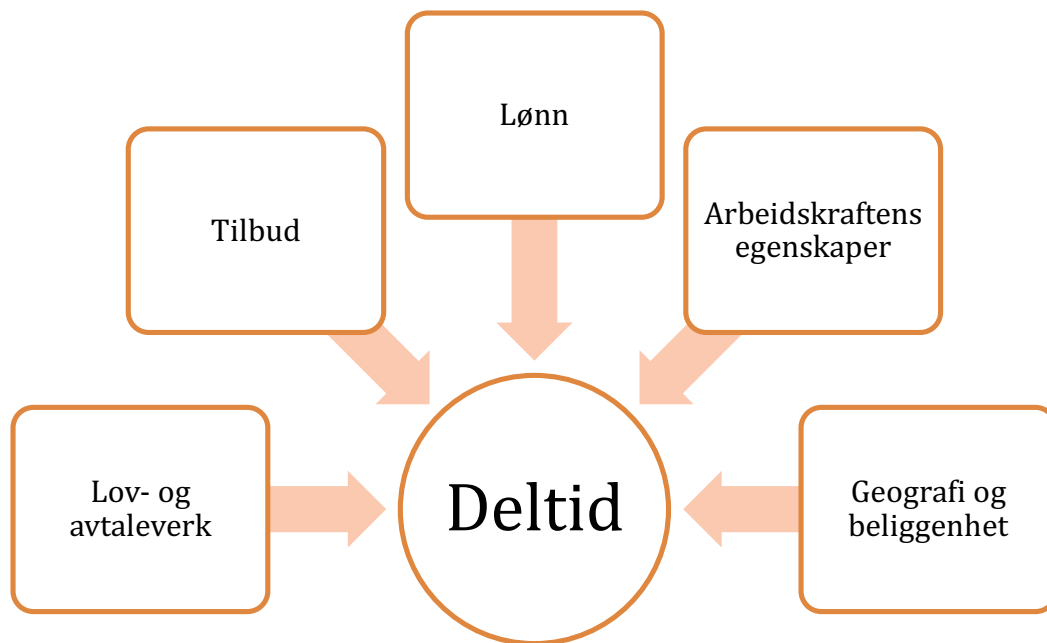 Lønn
Tilbud
Arbeidskraftens
egenskaper
Lov- og
avtaleverk
Deltid
Geografi og
beliggenhet